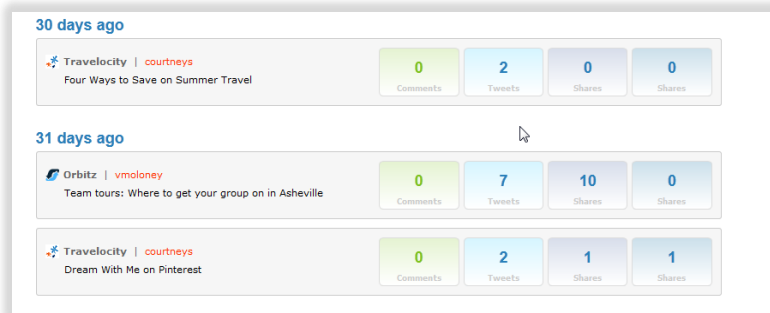 30 days ago
Travelocity | courtneys
Four Ways to Save on Summer Travel
0 2 0 0
Comments Tweets Shares Shares
31 days ago
Orbitz | vmoloney
Team tours: Where to get your group on in Asheville
0 7 10 0
Comments Tweets Shares Shares
Travelocity | courtneys
Dream With Me on Pinterest
0 2 1 1
Comments Tweets Shares Shares